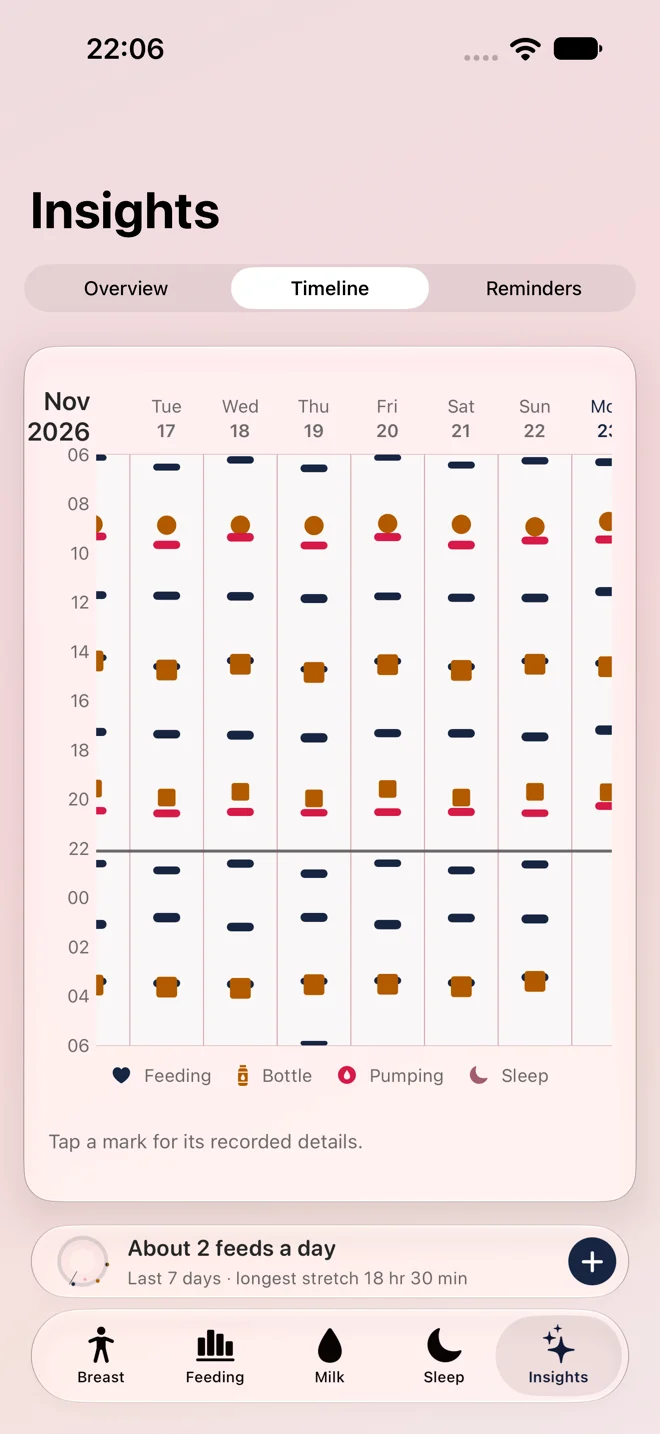 22:06
Insights
Overview Timeline Reminders
Nov Tue Wed Thu Fri Sat Sun Mo
2026 17 18 19 20 21 22 23
06
08
10
12
14
16
18
20
22
00
02
04
06
Feeding Bottle Pumping Sleep
Tap a mark for its recorded details.
About 2 feeds a day
Last 7 days · longest stretch 18 hr 30 min
Breast Feeding Milk Sleep Insights